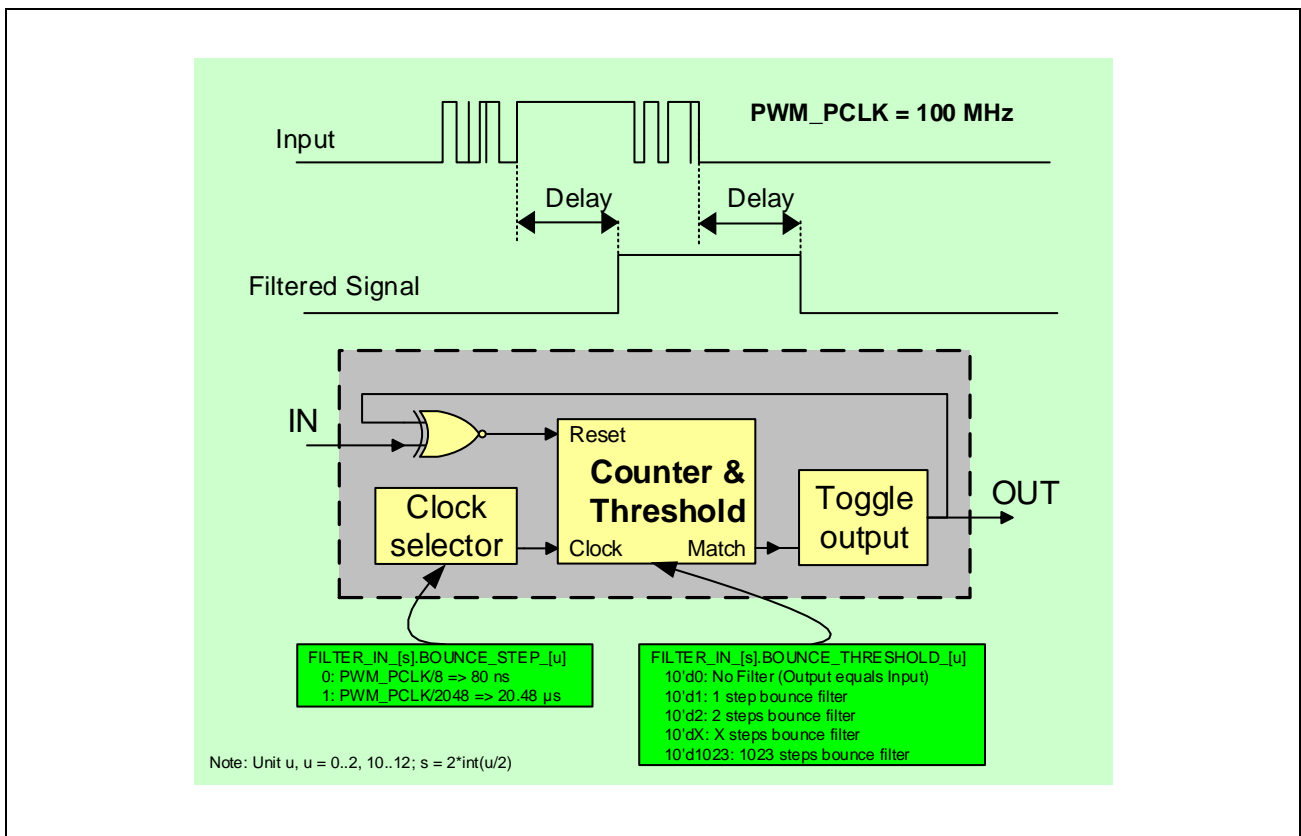 PWM_PCLK = 100 MHz
Input
Delay
Delay
Filtered Signal
IN
Reset
Counter &
Threshold
Clock
Match
Clock
selector
Toggle
output
OUT
FILTER_IN_[s].BOUNCE_STEP_[u]
0: PWM_PCLK/8 => 80 ns
1: PWM_PCLK/2048 => 20.48 µs
FILTER_IN_[s].BOUNCE_THRESHOLD_[u]
10'd0: No Filter (Output equals Input)
10'd1: 1 step bounce filter
10'd2: 2 steps bounce filter
10'dX: X steps bounce filter
10'd1023: 1023 steps bounce filter
Note: Unit u, u = 0..2, 10..12; s = 2*int(u/2)